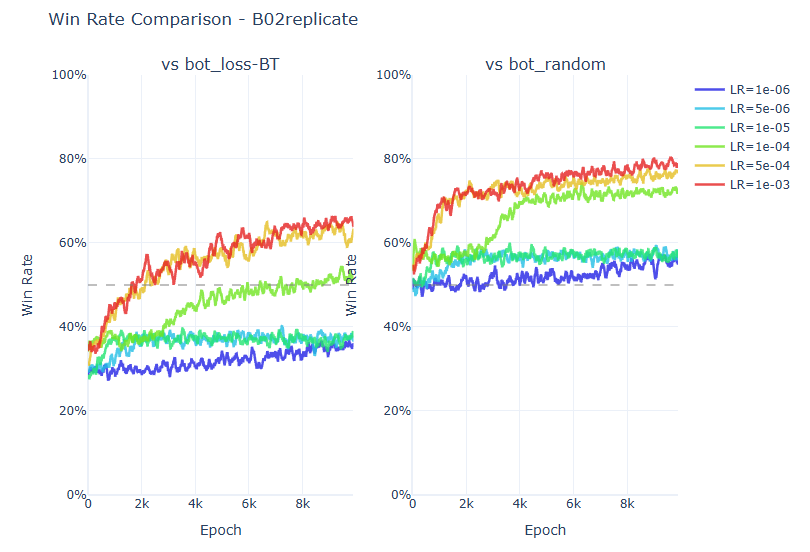 Win Rate Comparison - B02replicate
vs bot_loss-BT
vs bot_random
100%
80%
60%
40%
20%
0%
Win Rate
0
2k
4k
6k
8k
Epoch
100%
80%
60%
40%
20%
0%
Win Rate
0
2k
4k
6k
8k
Epoch
LR=1e-06
LR=5e-06
LR=1e-05
LR=1e-04
LR=5e-04
LR=1e-03